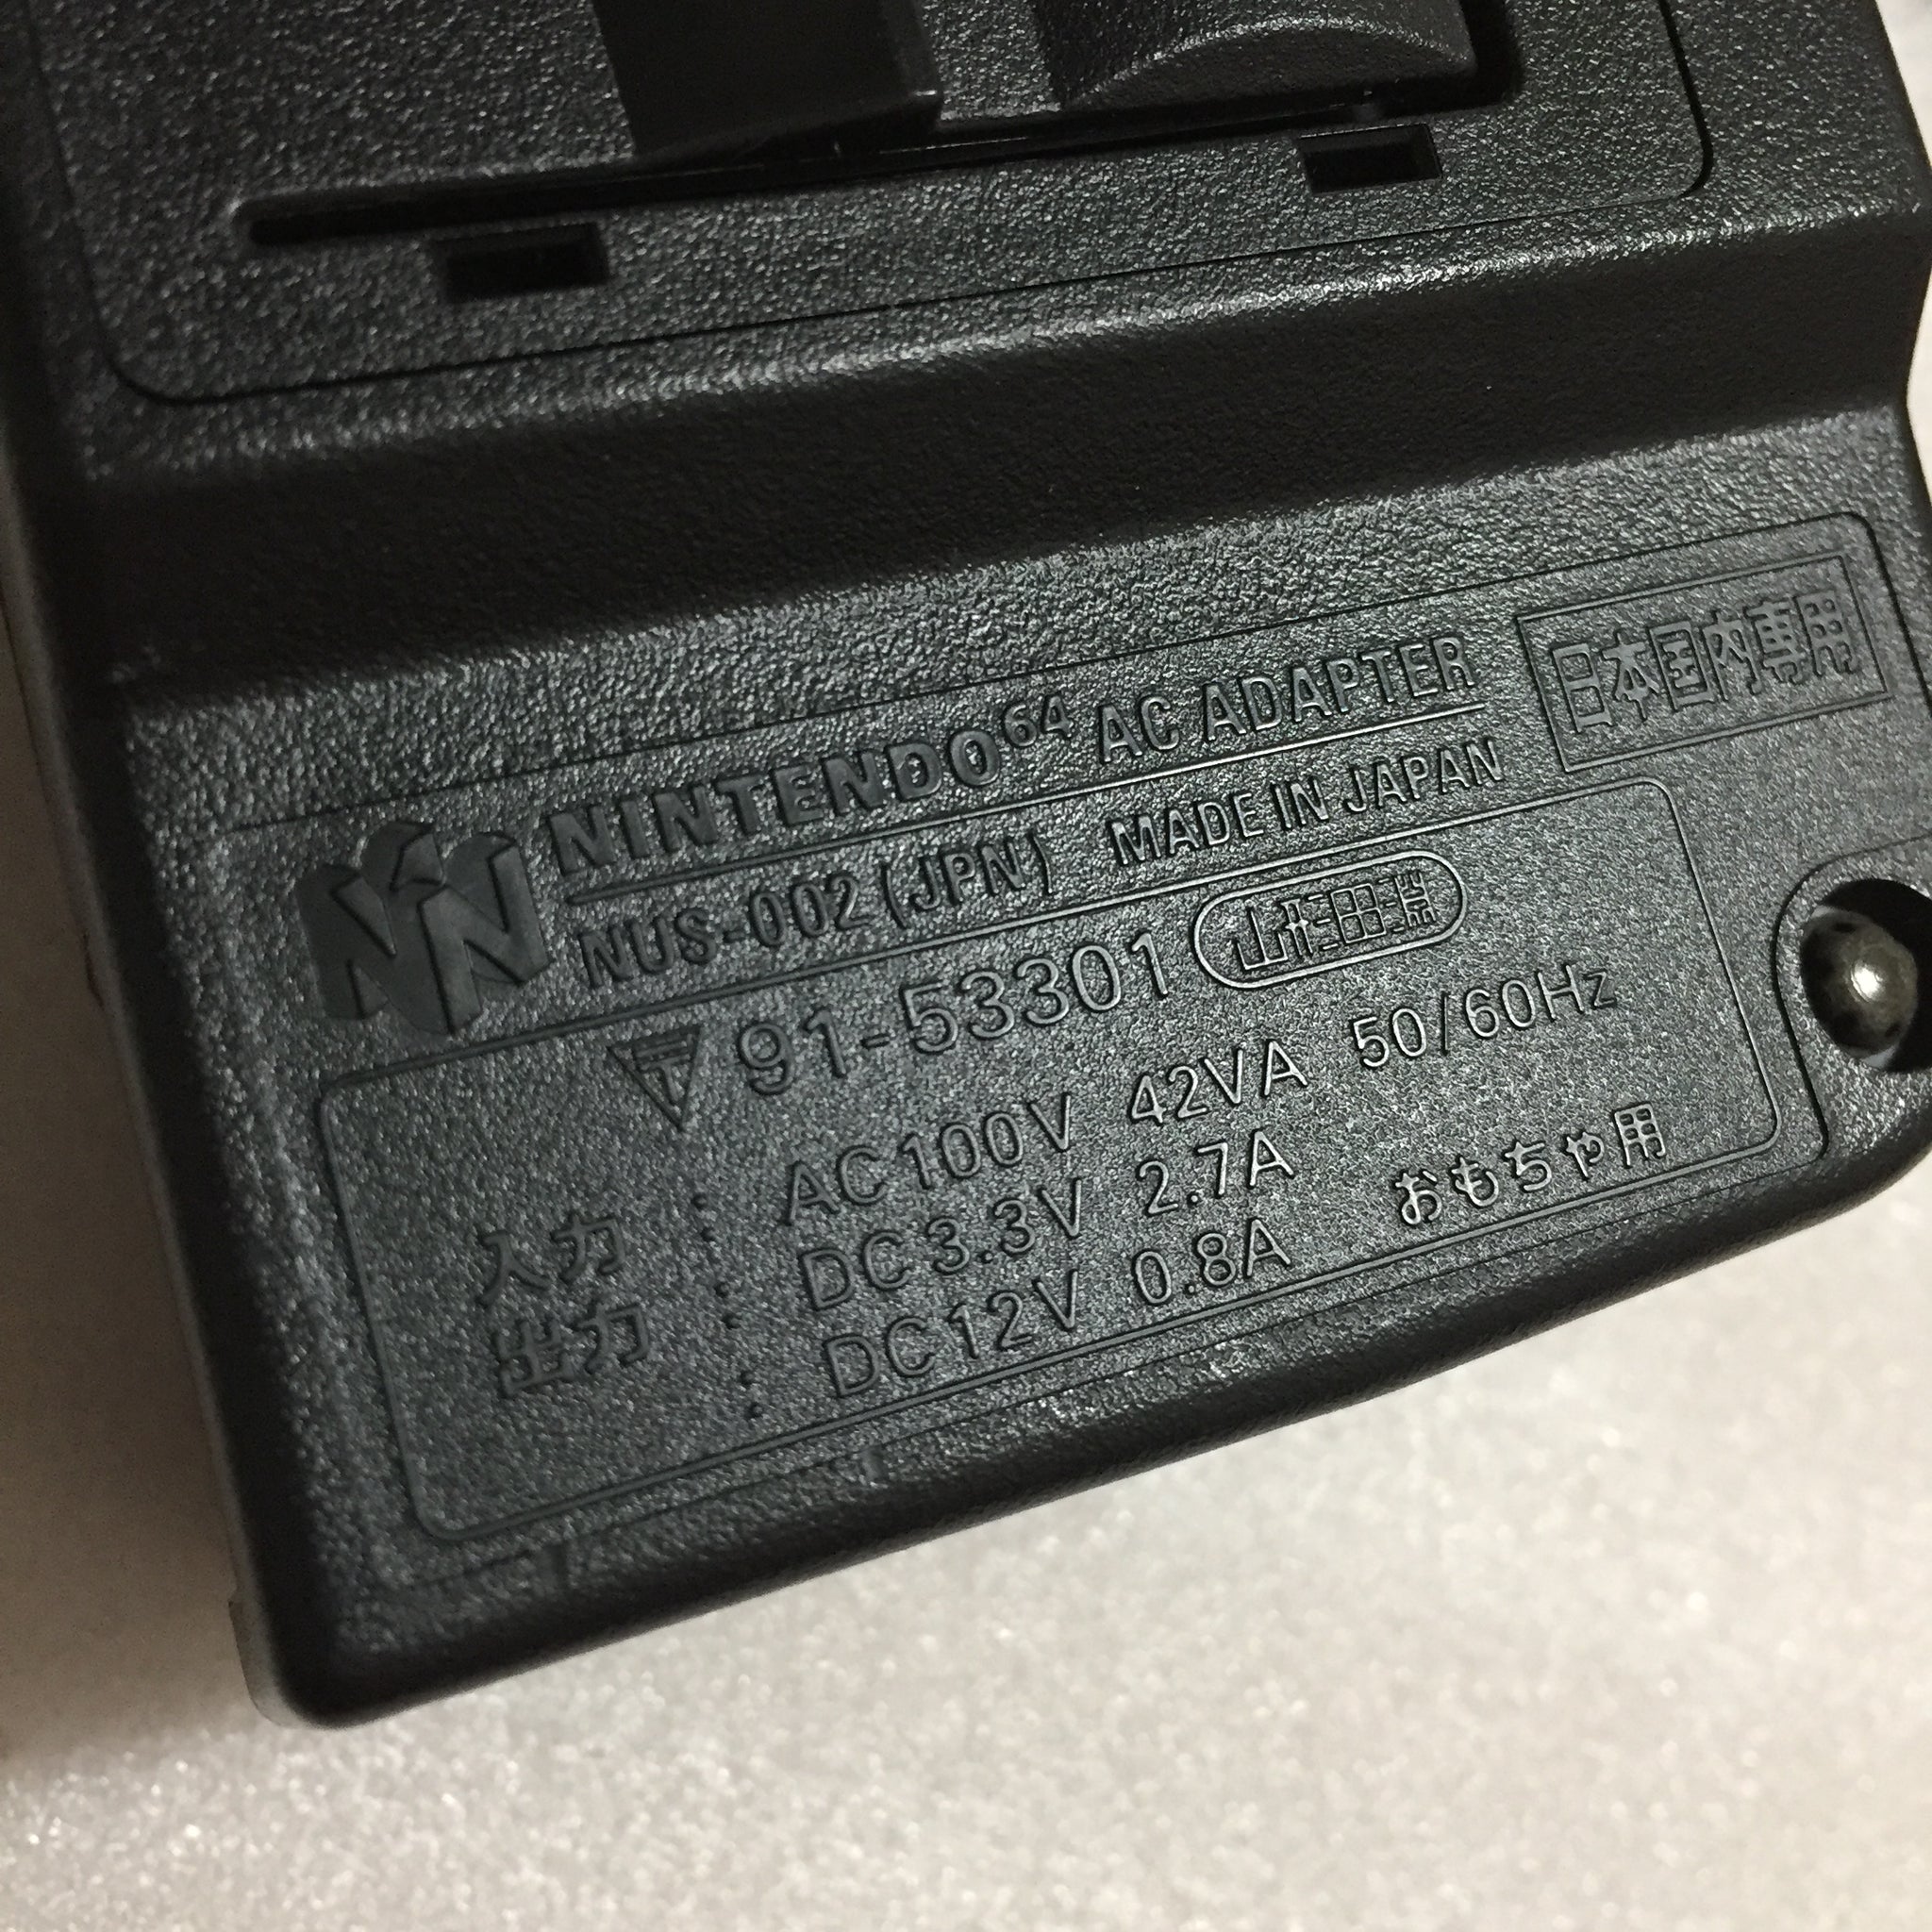 NINTENDO64 AC ADAPTER
日本国内専用
NUS-002(JPN) MADE IN JAPAN
〒 91-53301
入力 : AC100V 42VA 50/60Hz
出力 : DC3.3V 2.7A
: DC12V 0.8A おもちゃ用